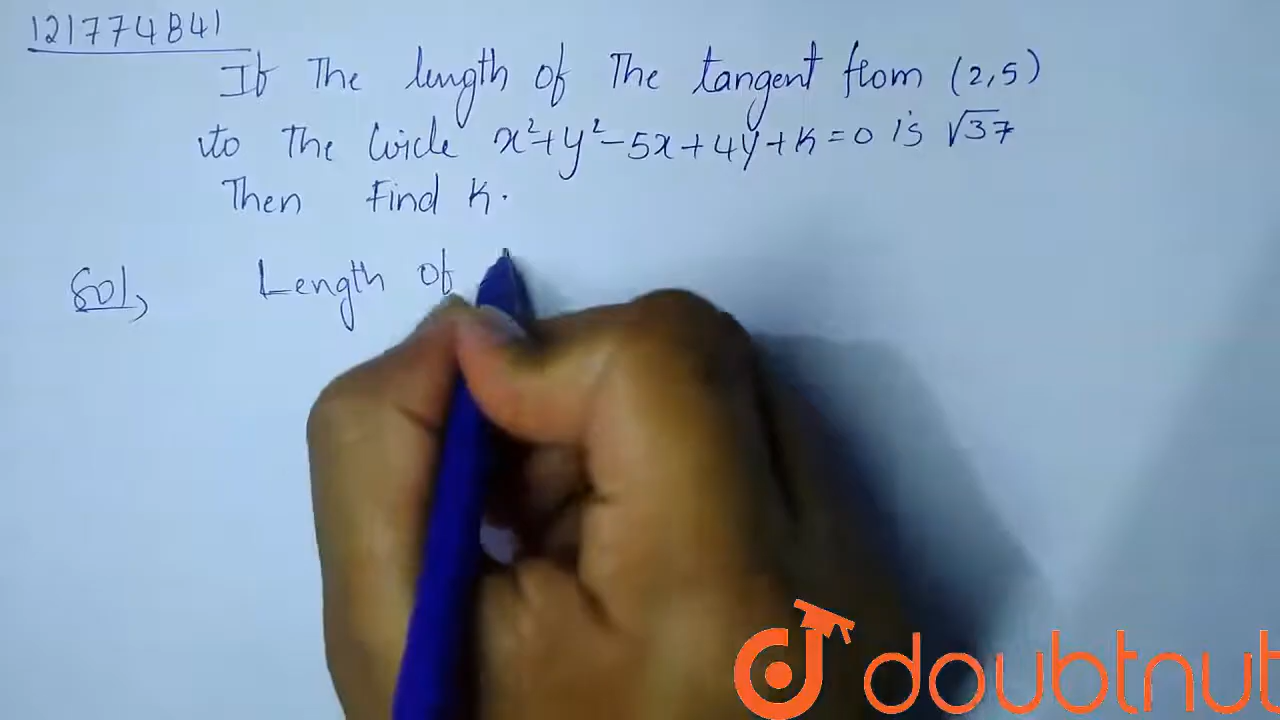 121774841
If The length of The tangent from (2,5)
to The Circle x²+y²-5x+4y+k=0 is √37
Then Find k.
Sol, Length of
doubtnut